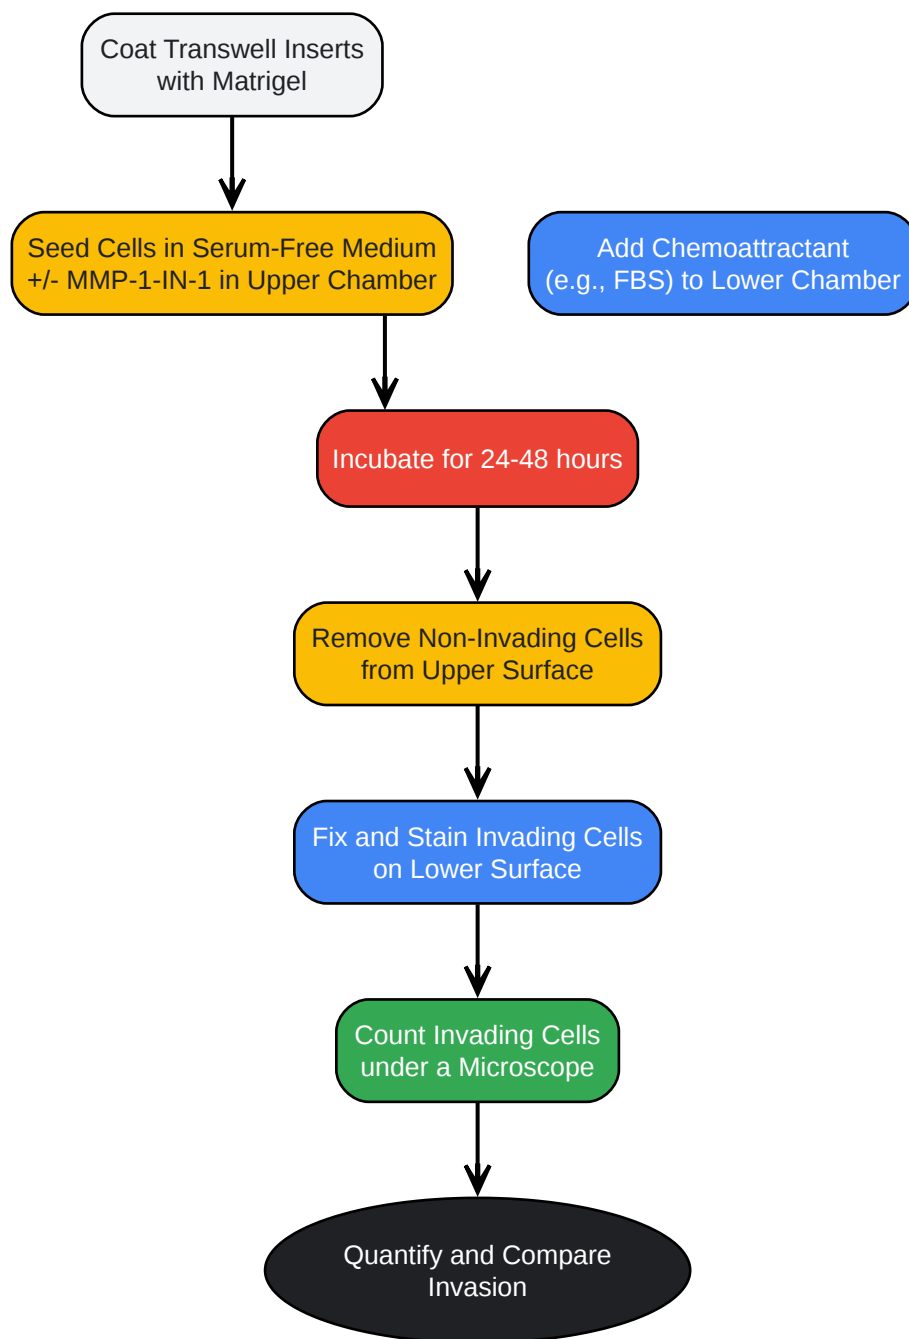 Coat Transwell Inserts
with Matrigel
Seed Cells in Serum-Free Medium
+/- MMP-1-IN-1 in Upper Chamber
Add Chemoattractant
(e.g., FBS) to Lower Chamber
Incubate for 24-48 hours
Remove Non-Invading Cells
from Upper Surface
Fix and Stain Invading Cells
on Lower Surface
Count Invading Cells
under a Microscope
Quantify and Compare
Invasion